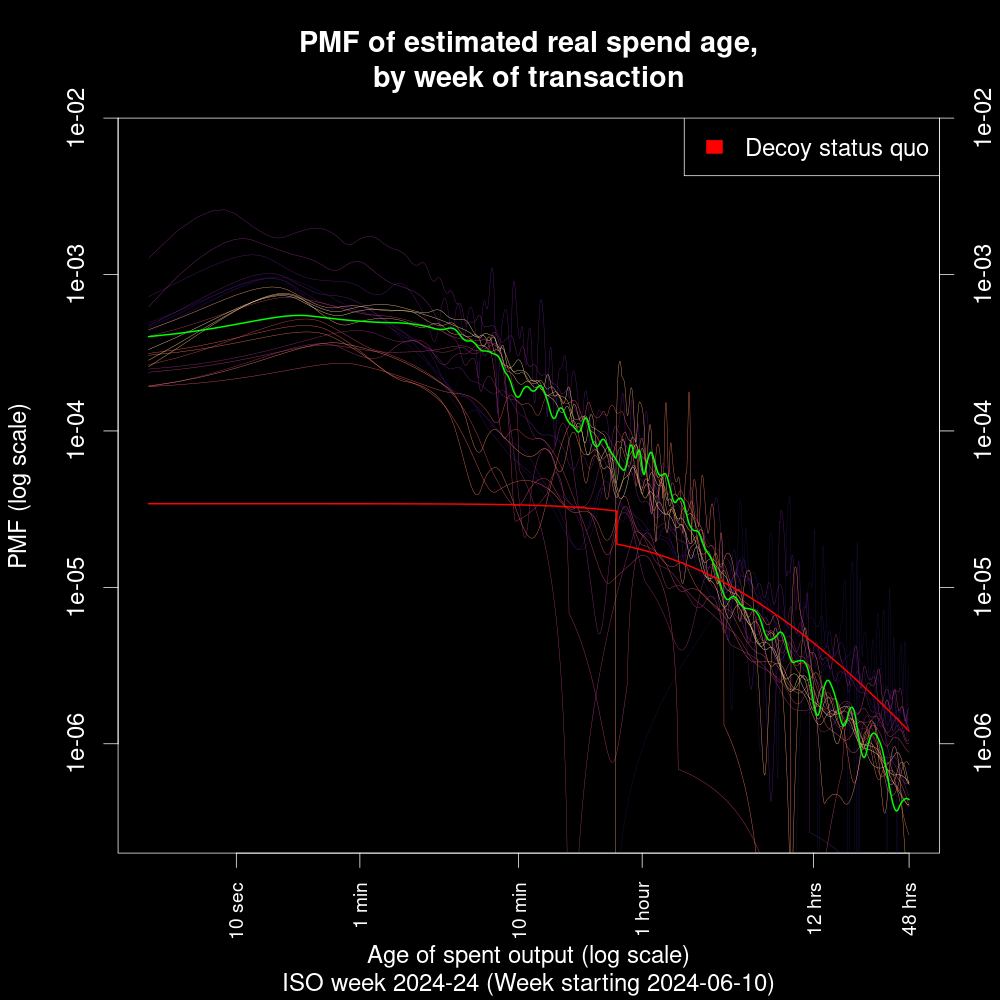 PMF of estimated real spend age,
by week of transaction
Decoy status quo
1e-02
1e-03
1e-04
1e-05
1e-06
1e-02
1e-03
1e-04
1e-05
1e-06
PMF (log scale)
10 sec
1 min
10 min
1 hour
12 hrs
48 hrs
Age of spent output (log scale)
ISO week 2024-24 (Week starting 2024-06-10)